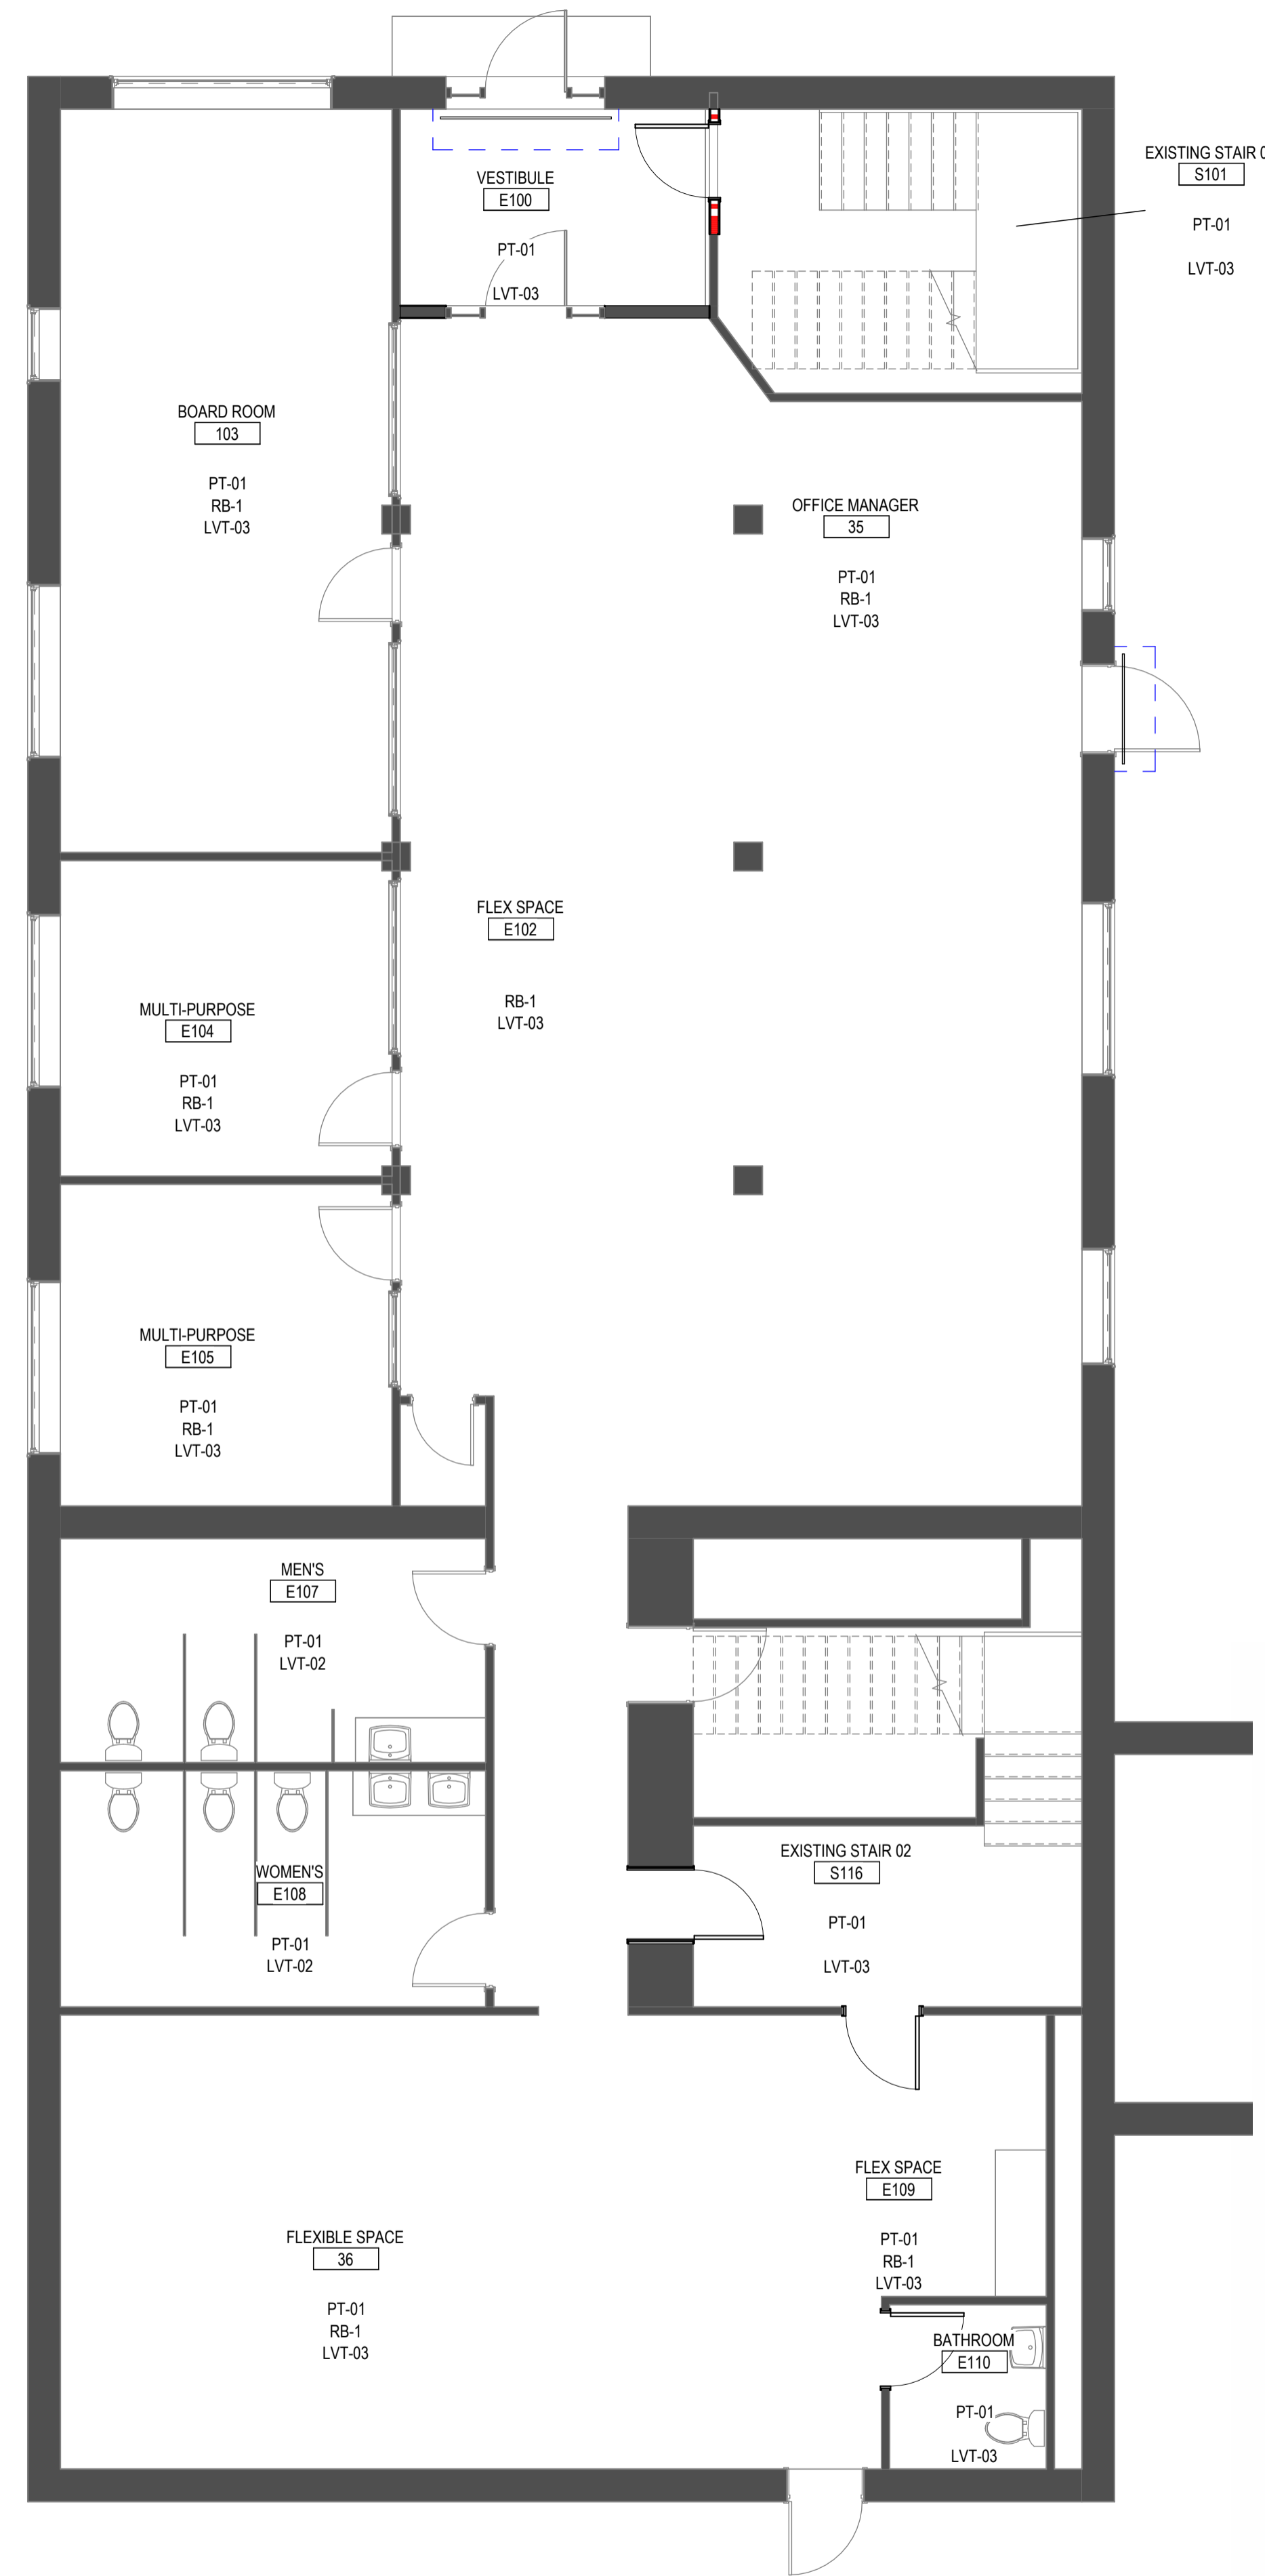 EXISTING STAIR 0
S101
PT-01
LVT-03
VESTIBULE
E100
PT-01
LVT-03
BOARD ROOM
103
PT-01
RB-1
LVT-03
OFFICE MANAGER
35
PT-01
RB-1
LVT-03
FLEX SPACE
E102
RB-1
LVT-03
MULTI-PURPOSE
E104
PT-01
RB-1
LVT-03
MULTI-PURPOSE
E105
PT-01
RB-1
LVT-03
MEN'S
E107
PT-01
LVT-02
WOMEN'S
E108
PT-01
LVT-02
EXISTING STAIR 02
S116
PT-01
LVT-03
FLEX SPACE
E109
PT-01
RB-1
LVT-03
FLEXIBLE SPACE
36
PT-01
RB-1
LVT-03
BATHROOM
E110
PT-01
LVT-03